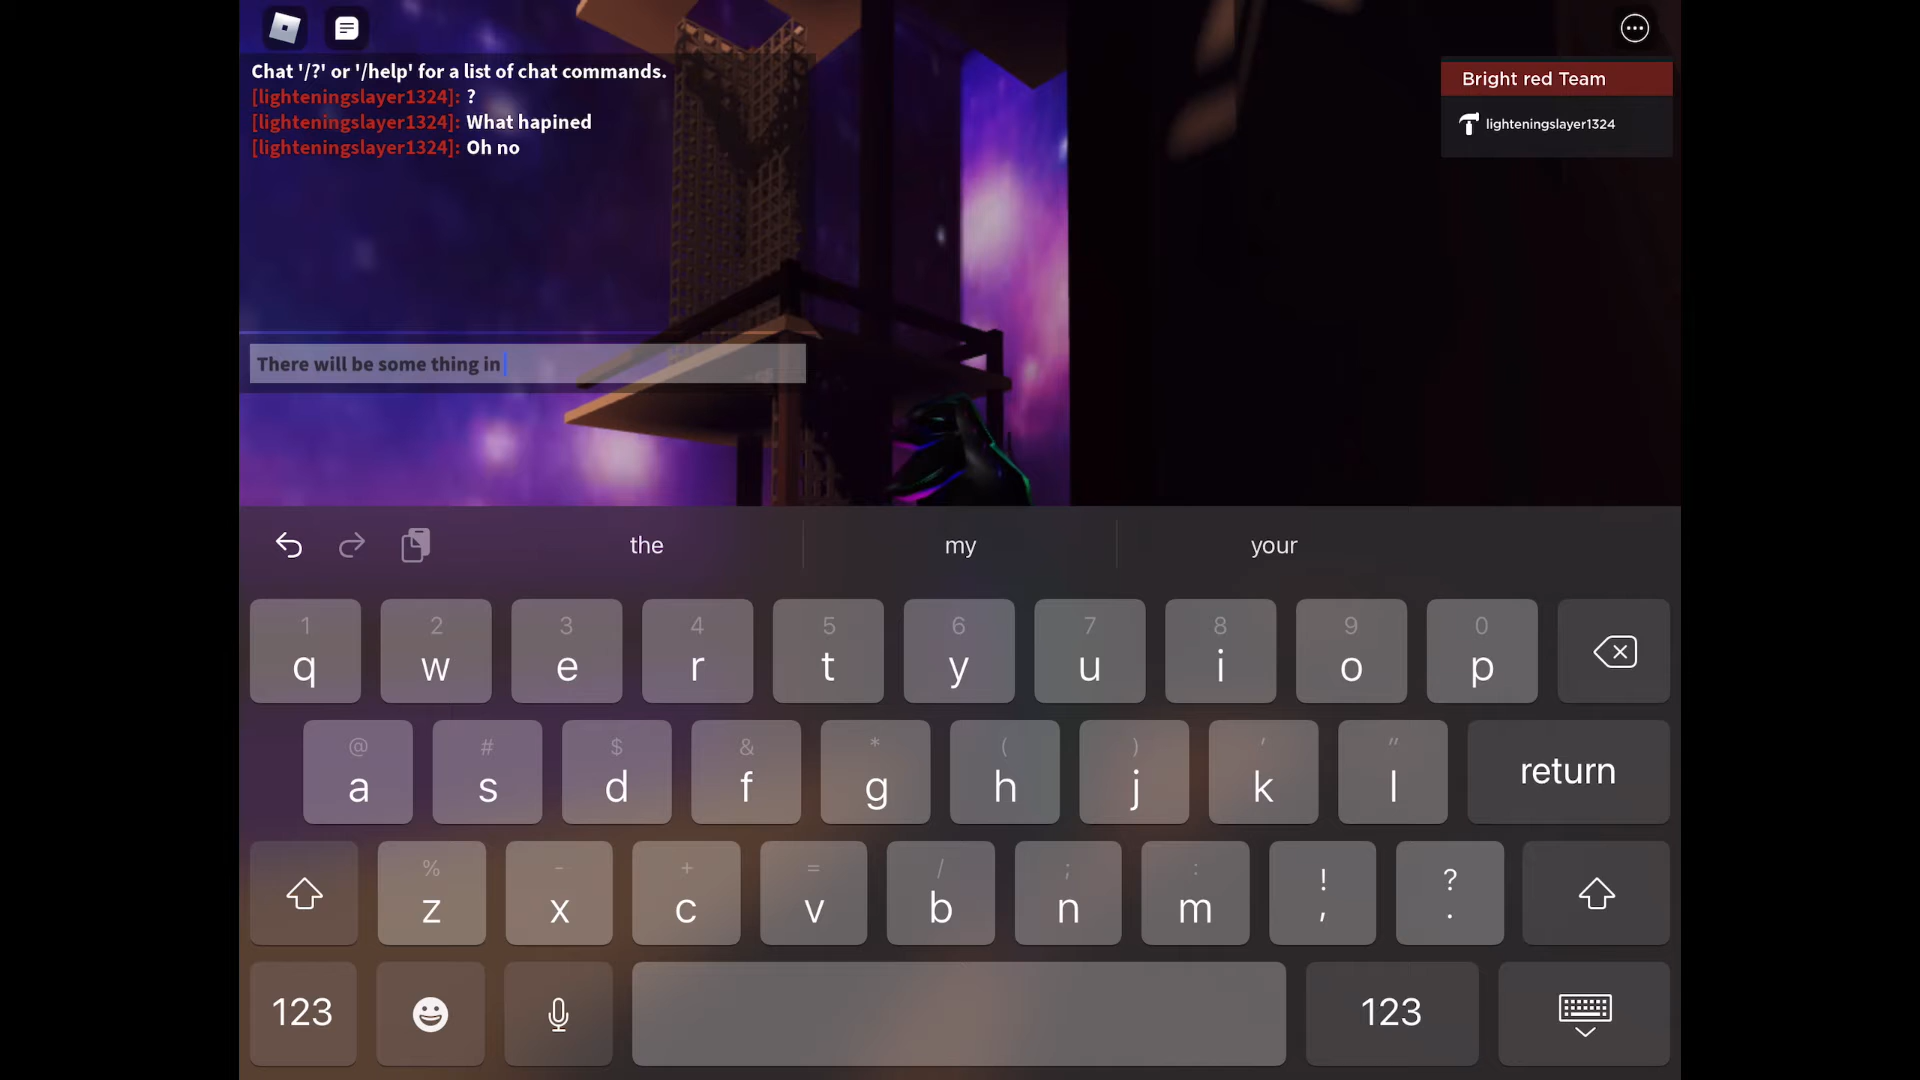 Chat '/?' or '/help' for a list of chat commands.
[lighteningslayer1324]: ?
[lighteningslayer1324]: What hapined
[lighteningslayer1324]: Oh no
Bright red Team
lighteningslayer1324
There will be some thing in
the my your
1 2 3 4 5 6 7 8 9 0
q w e r t y u i o p
@ # $ & * ( ) ' "
a s d f g h j k l return
% - + = / ; : ! ?
z x c v b n m , .
123 123